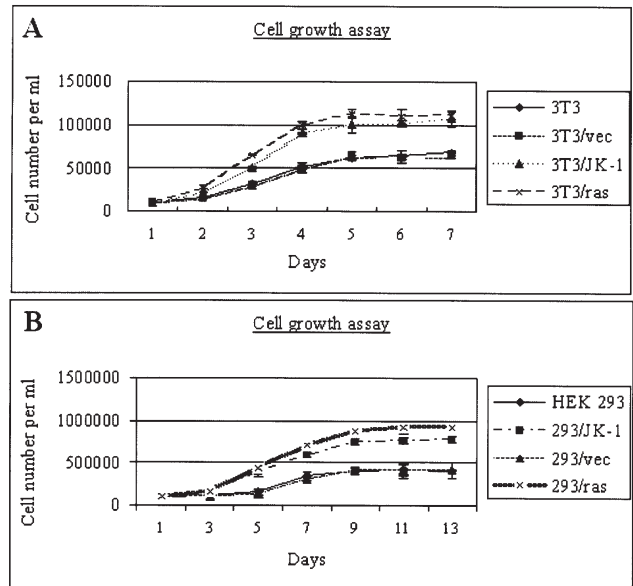 A
Cell growth assay
Cell number per ml
150000
100000
50000
0
1 2 3 4 5 6 7
Days
3T3
3T3/vec
3T3/JK-1
3T3/ras
B
Cell growth assay
Cell number per ml
1500000
1000000
500000
0
1 3 5 7 9 11 13
Days
HEK 293
293/JK-1
293/vec
293/ras